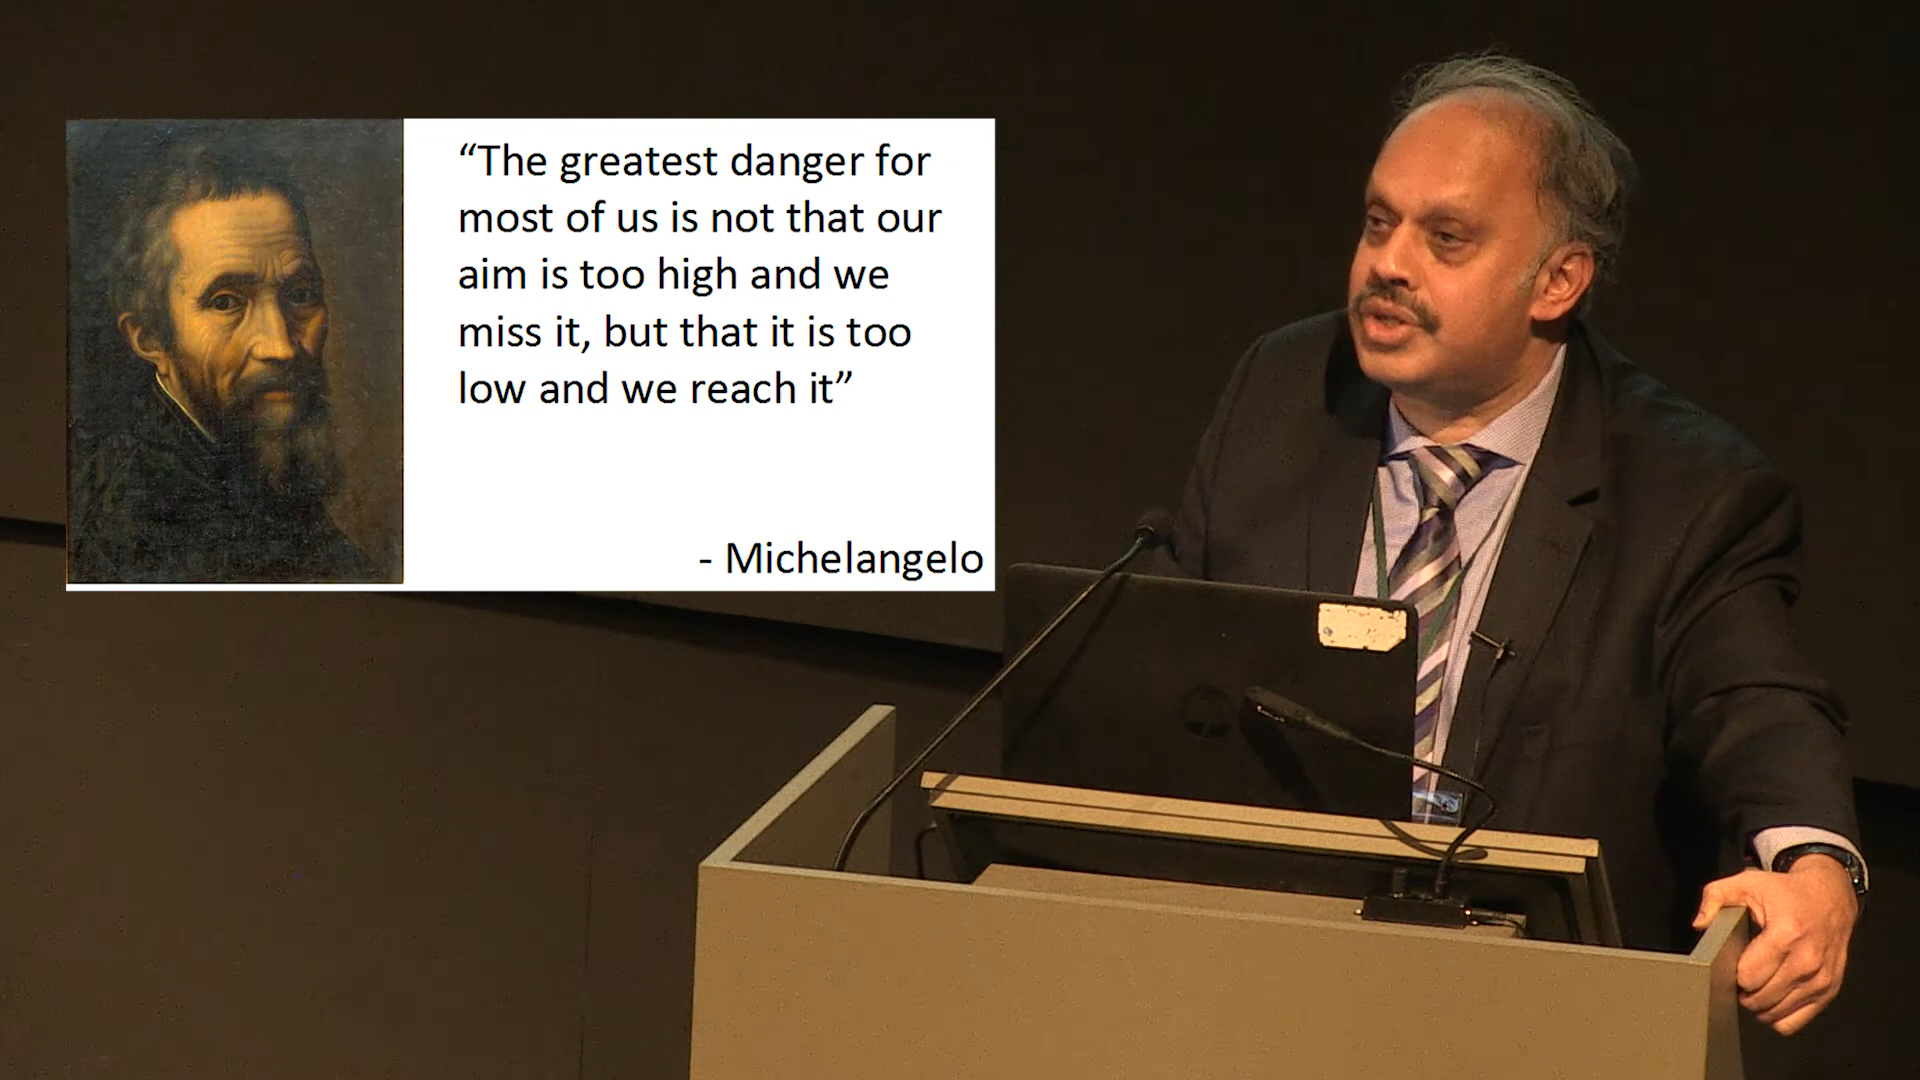 “The greatest danger for
most of us is not that our
aim is too high and we
miss it, but that it is too
low and we reach it”
- Michelangelo